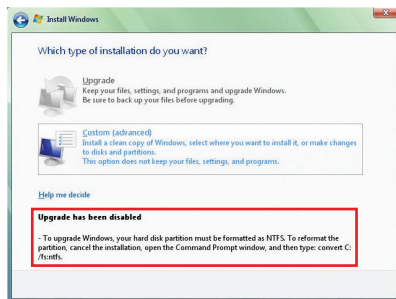 Install Windows
Which type of installation do you want?
Upgrade
Keep your files, settings, and programs and upgrade Windows.
Be sure to back up your files before upgrading.
Custom (advanced)
Install a clean copy of Windows, select where you want to install it, or make changes
to disks and partitions.
This option does not keep your files, settings, and programs.
Help me decide
Upgrade has been disabled
- To upgrade Windows, your hard disk partition must be formatted as NTFS. To reformat the
partition, cancel the installation, open the Command Prompt window, and then type: convert C:
/fs:ntfs.